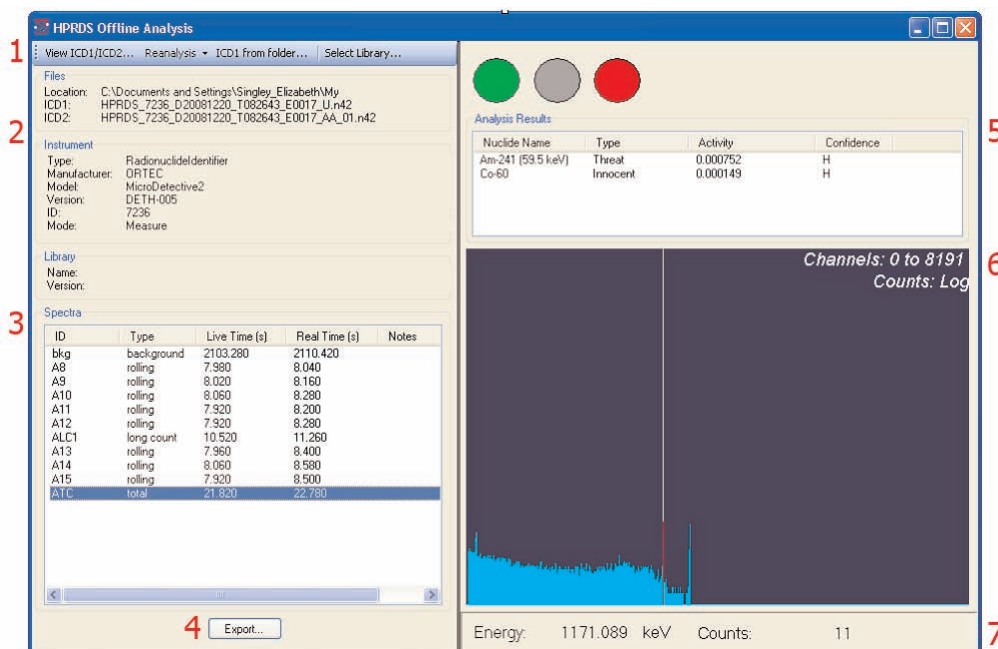 HPRDS Offline Analysis
1
View ICD1/ICD2... Reanalysis ICD1 from folder... Select Library...
Files
Location: C:\Documents and Settings\Singley_Elizabeth\My
ICD1: HPRDS_7236_D20081220_T082643_E0017_U.n42
ICD2: HPRDS_7236_D20081220_T082643_E0017_AA_01.n42
2
Instrument
Type: RadionuclideIdentifier
Manufacturer: ORTEC
Model: MicroDetective2
Version: DETH-005
ID: 7236
Mode: Measure
Library
Name:
Version:
3
Spectra
ID Type Live Time (s) Real Time (s) Notes
bkg background 2103.280 2110.420
A8 rolling 7.980 8.040
A9 rolling 8.020 8.160
A10 rolling 8.060 8.280
A11 rolling 7.920 8.200
A12 rolling 7.920 8.280
ALC1 long count 10.520 11.260
A13 rolling 7.960 8.400
A14 rolling 8.060 8.580
A15 rolling 7.920 8.500
ATC total 21.820 22.780
4
Export...
5
Analysis Results
Nuclide Name Type Activity Confidence
Am-241 (59.5 keV) Threat 0.000752 H
Co-60 Innocent 0.000149 H
6
Channels: 0 to 8191
Counts: Log
Energy: 1171.089 keV Counts: 11
7